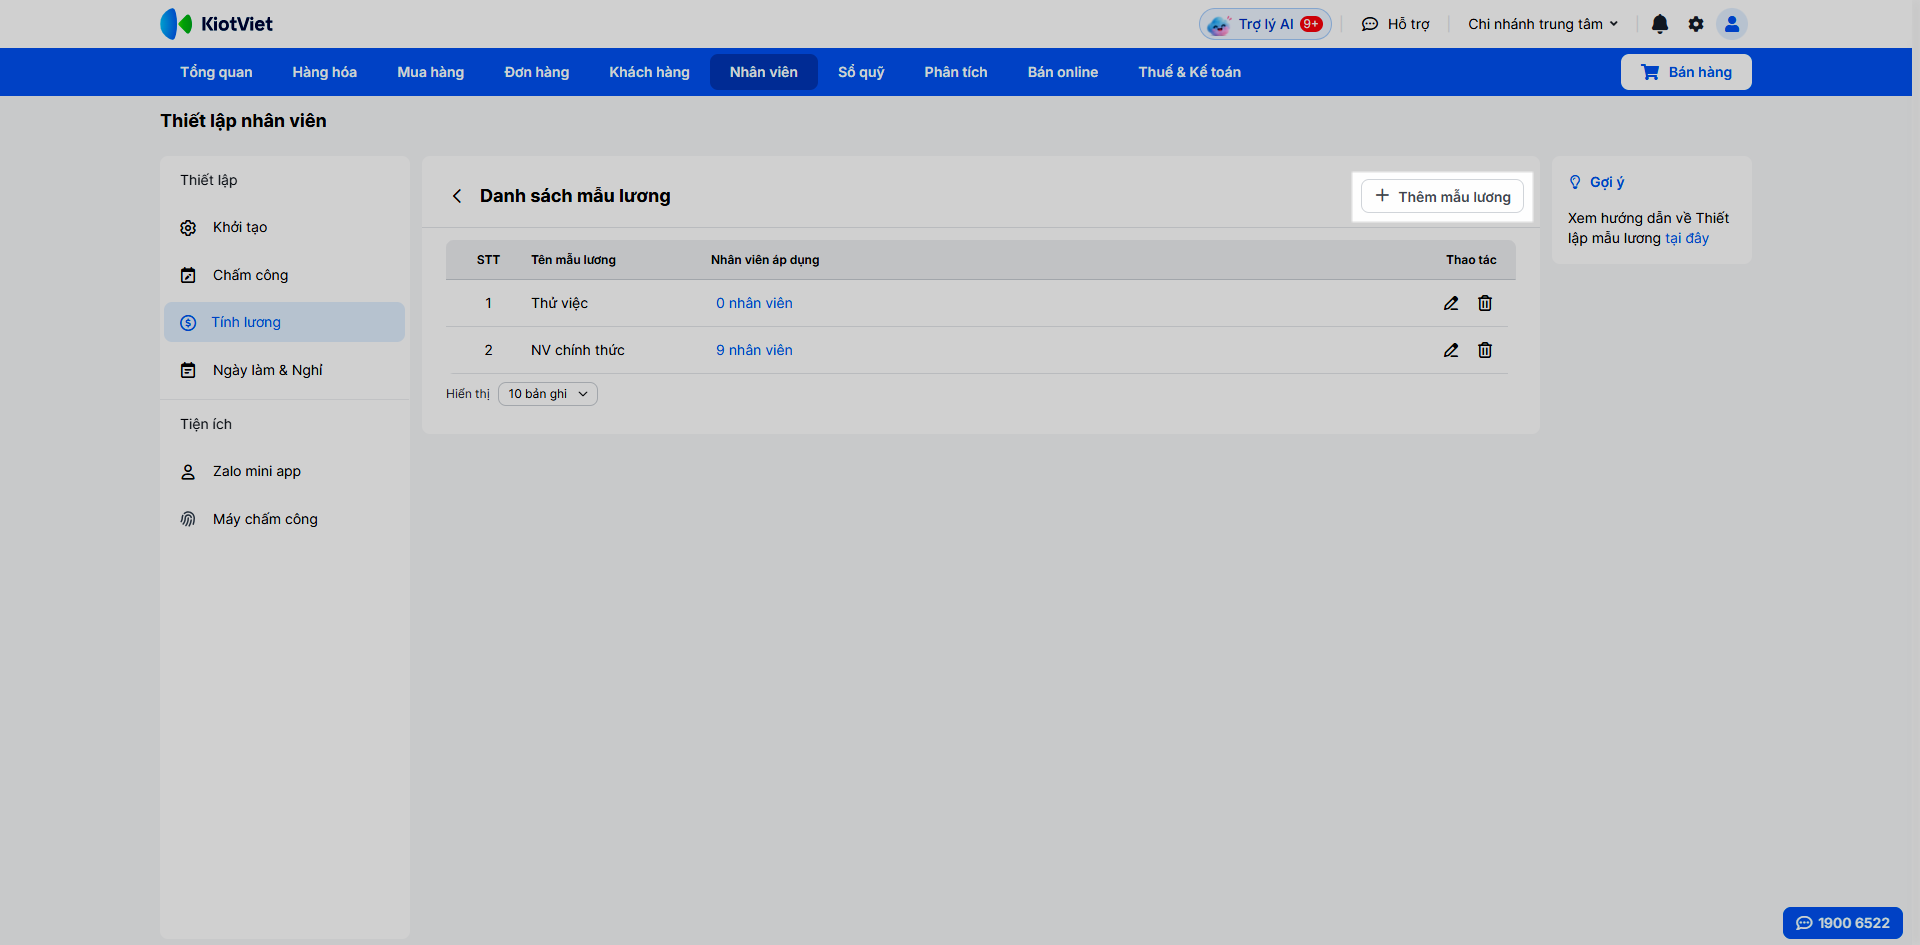 KiotViet
Trợ lý AI 9+
Hỗ trợ
Chi nhánh trung tâm
Tổng quan
Hàng hóa
Mua hàng
Đơn hàng
Khách hàng
Nhân viên
Sổ quỹ
Phân tích
Bán online
Thuế & Kế toán
Bán hàng
Thiết lập nhân viên
Thiết lập
Khởi tạo
Chấm công
Tính lương
Ngày làm & Nghỉ
Tiện ích
Zalo mini app
Máy chấm công
Danh sách mẫu lương
Thêm mẫu lương
STT Tên mẫu lương Nhân viên áp dụng Thao tác
1 Thử việc 0 nhân viên
2 NV chính thức 9 nhân viên
Hiển thị 10 bản ghi
Gợi ý
Xem hướng dẫn về Thiết
lập mẫu lương tại đây
1900 6522